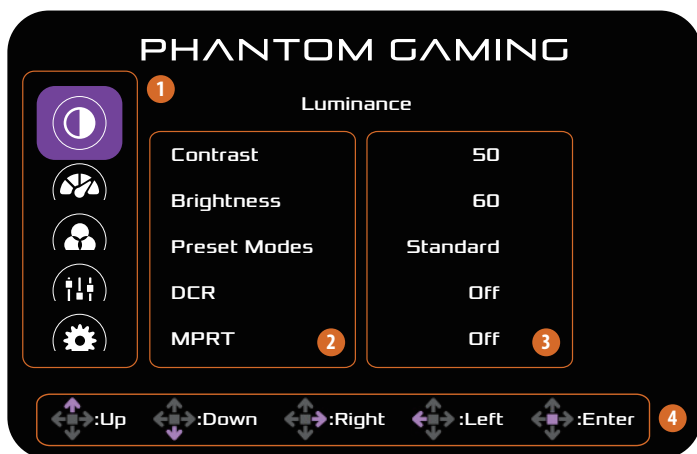 PHANTOM GAMING
1
Luminance
Contrast 50
Brightness 60
Preset Modes Standard
DCR Off
MPRT Off
2 3
:Up :Down :Right :Left :Enter 4